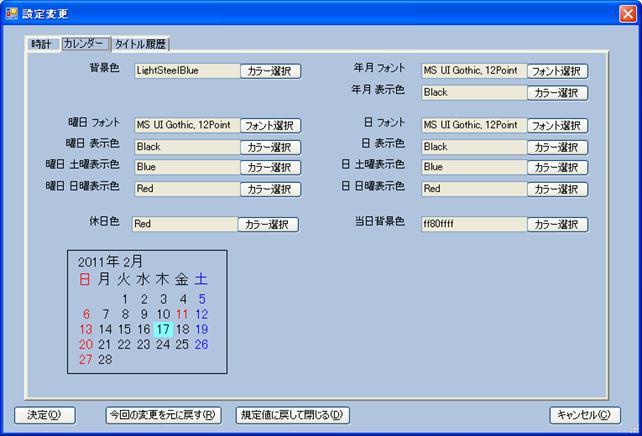 設定変更
時計 カレンダー タイトル履歴
背景色 LightSteelBlue カラー選択 年月 フォント MS UI Gothic, 12Point フォント選択
年月 表示色 Black カラー選択
曜日 フォント MS UI Gothic, 12Point フォント選択 日 フォント MS UI Gothic, 12Point フォント選択
曜日 表示色 Black カラー選択 日 表示色 Black カラー選択
曜日 土曜表示色 Blue カラー選択 日 土曜表示色 Blue カラー選択
曜日 日曜表示色 Red カラー選択 日 日曜表示色 Red カラー選択
休日色 Red カラー選択 当日背景色 ff80ffff カラー選択
2011年 2月
日 月 火 水 木 金 土
1 2 3 4 5
6 7 8 9 10 11 12
13 14 15 16 17 18 19
20 21 22 23 24 25 26
27 28
決定(O) 今回の変更を元に戻す(R) 規定値に戻して閉じる(D) キャンセル(C)